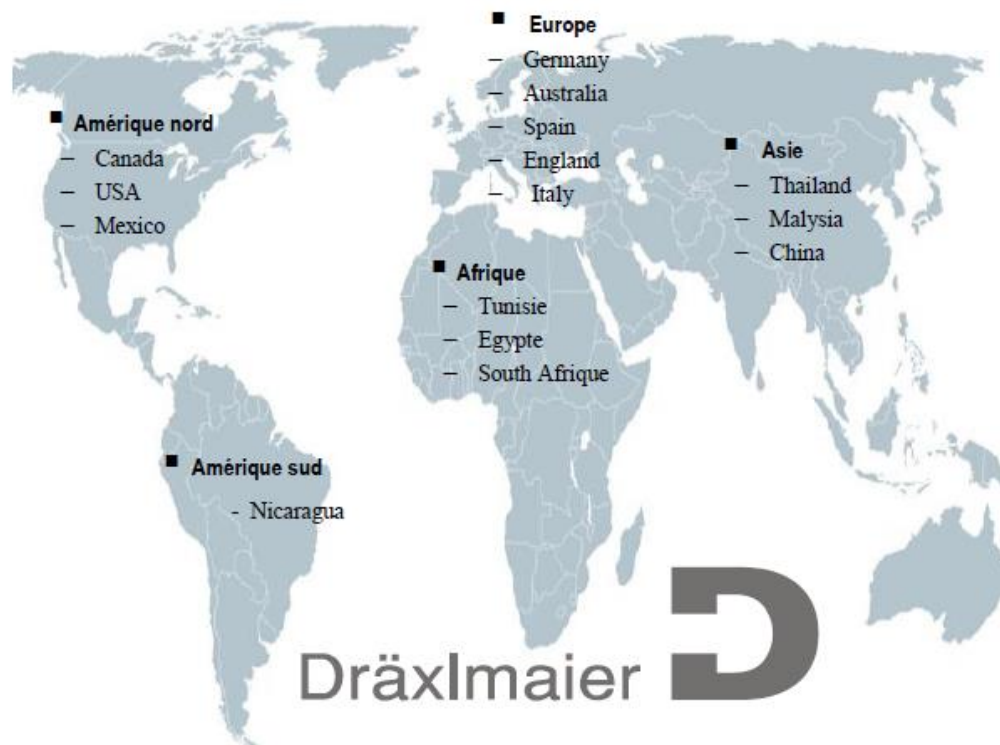 ■ Europe
– Germany
– Australia
– Spain
– England
– Italy
■ Amérique nord
– Canada
– USA
– Mexico
■ Asie
– Thailand
– Malysia
– China
■ Afrique
– Tunisie
– Egypte
– South Afrique
■ Amérique sud
- Nicaragua
Dräxlmaier D